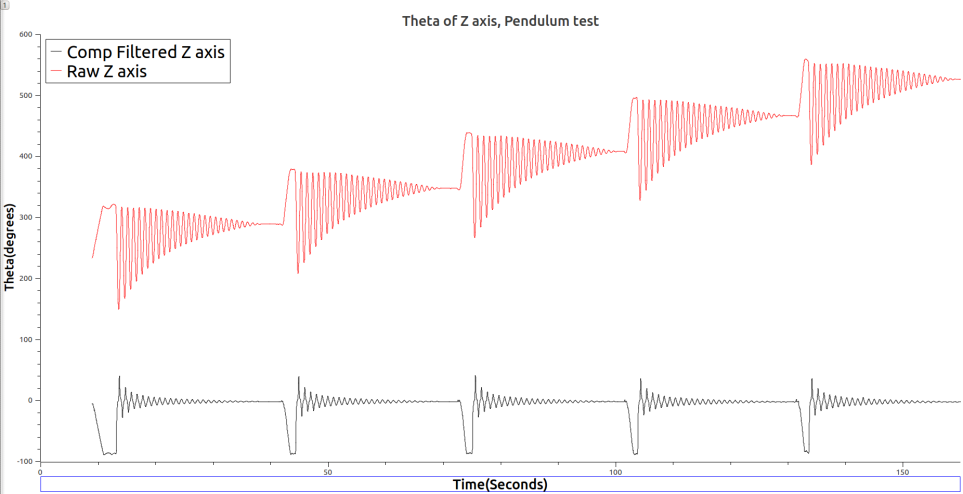 1
Theta of Z axis, Pendulum test
600
Comp Filtered Z axis
Raw Z axis
500
400
300
Theta(degrees)
200
100
0
-100
0 50 100 150
Time(Seconds)